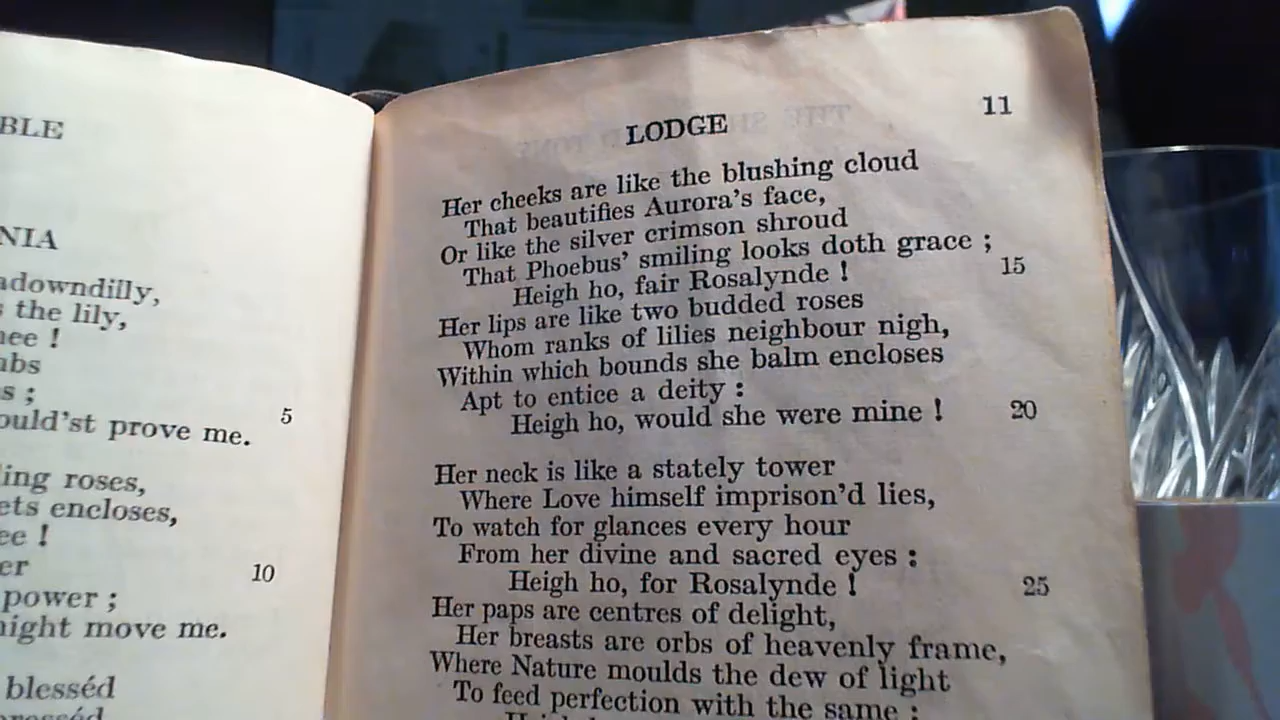 BLE
NIA
adowndilly,
the lily,
ee !
5
ould'st prove me.
ing roses,
ets encloses,
ee !
er
10
power ;
ight move me.
blesséd
LODGE
11
Her cheeks are like the blushing cloud
That beautifies Aurora's face,
Or like the silver crimson shroud
That Phoebus' smiling looks doth grace ;
Heigh ho, fair Rosalynde !
15
Her lips are like two budded roses
Whom ranks of lilies neighbour nigh,
Within which bounds she balm encloses
Apt to entice a deity :
Heigh ho, would she were mine !
20
Her neck is like a stately tower
Where Love himself imprison'd lies,
To watch for glances every hour
From her divine and sacred eyes :
Heigh ho, for Rosalynde !
25
Her paps are centres of delight,
Her breasts are orbs of heavenly frame,
Where Nature moulds the dew of light
To feed perfection with the same :